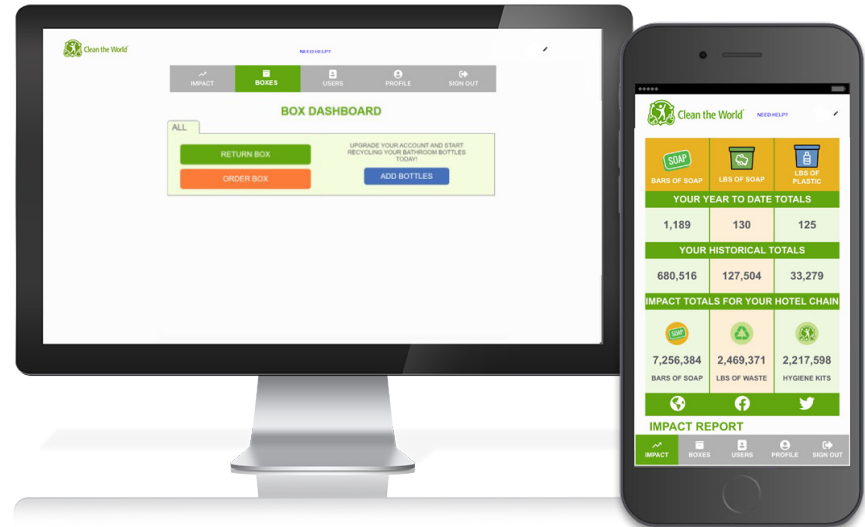 Clean the World
NEED HELP?
IMPACT
BOXES
USERS
PROFILE
SIGN OUT
BOX DASHBOARD
ALL
RETURN BOX
ORDER BOX
UPGRADE YOUR ACCOUNT AND START
RECYCLING YOUR BATHROOM BOTTLES
TODAY!
ADD BOTTLES
Clean the World
NEED HELP?
SOAP
BARS OF SOAP
LBS OF SOAP
LBS OF
PLASTIC
YOUR YEAR TO DATE TOTALS
1,189 130 125
YOUR HISTORICAL TOTALS
680,516 127,504 33,279
IMPACT TOTALS FOR YOUR HOTEL CHAIN
SOAP
7,256,384 2,469,371 2,217,598
BARS OF SOAP LBS OF WASTE HYGIENE KITS
IMPACT REPORT
IMPACT
BOXES
USERS
PROFILE
SIGN OUT